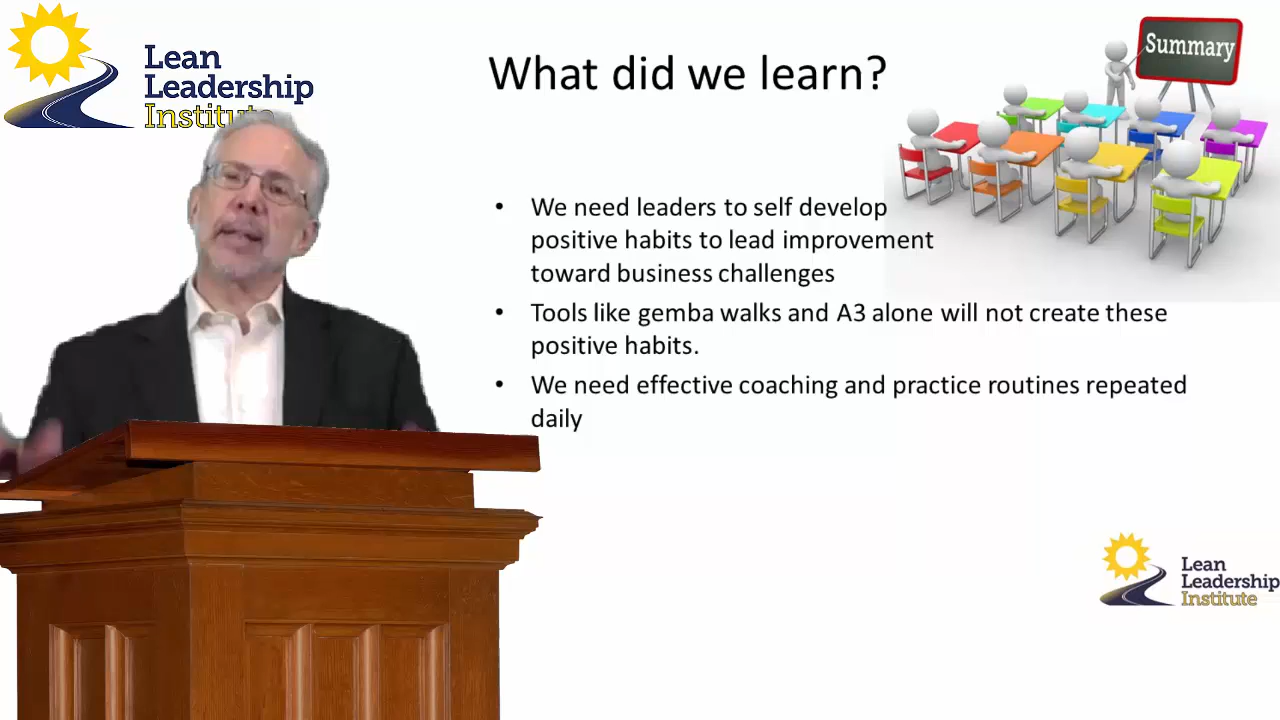 Lean
Leadership
Institute
What did we learn?
Summary
• We need leaders to self develop
positive habits to lead improvement
toward business challenges
• Tools like gemba walks and A3 alone will not create these
positive habits.
• We need effective coaching and practice routines repeated
daily
Lean
Leadership
Institute